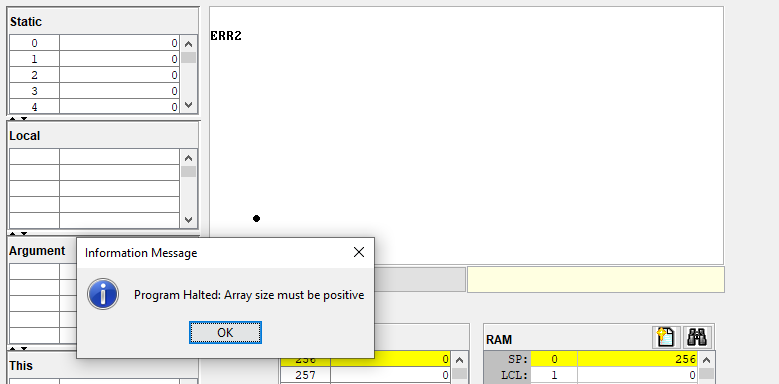 Static
0 0
1 0
2 0
3 0
4 0
ERR2
Local
Argument
Information Message
Program Halted: Array size must be positive
OK
This
256 0
257 0
RAM
SP: 0 256
LCL: 1 0